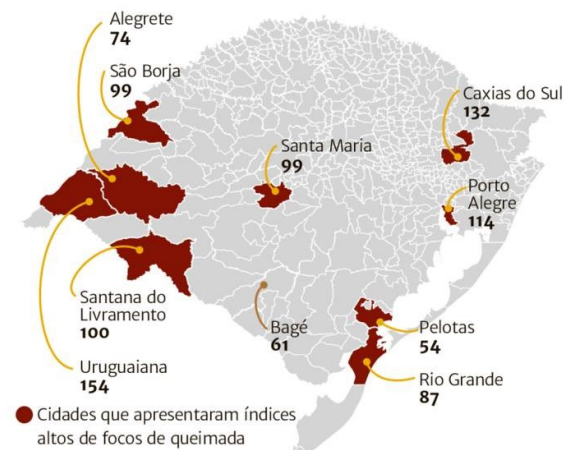 Alegrete
74
São Borja
99
Caxias do Sul
132
Santa Maria
99
Porto
Alegre
114
Santana do
Livramento
100
Bagé
61
Pelotas
54
Uruguaiana
154
Rio Grande
87
Cidades que apresentaram índices
altos de focos de queimada